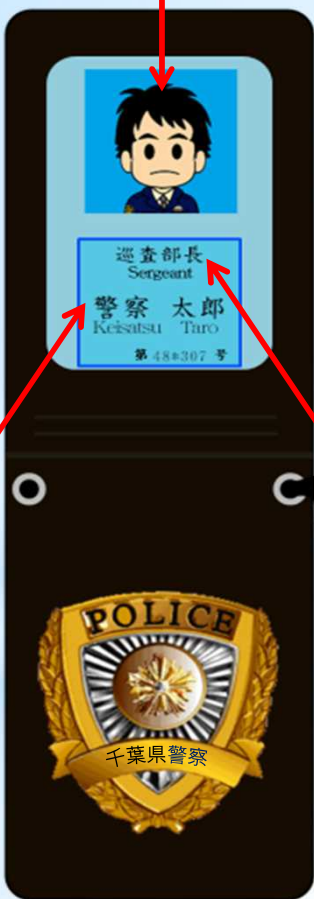 巡査部長
Sergeant
警察 太郎
Keisatsu Taro
第 48*307 号
POLICE
千葉県警察